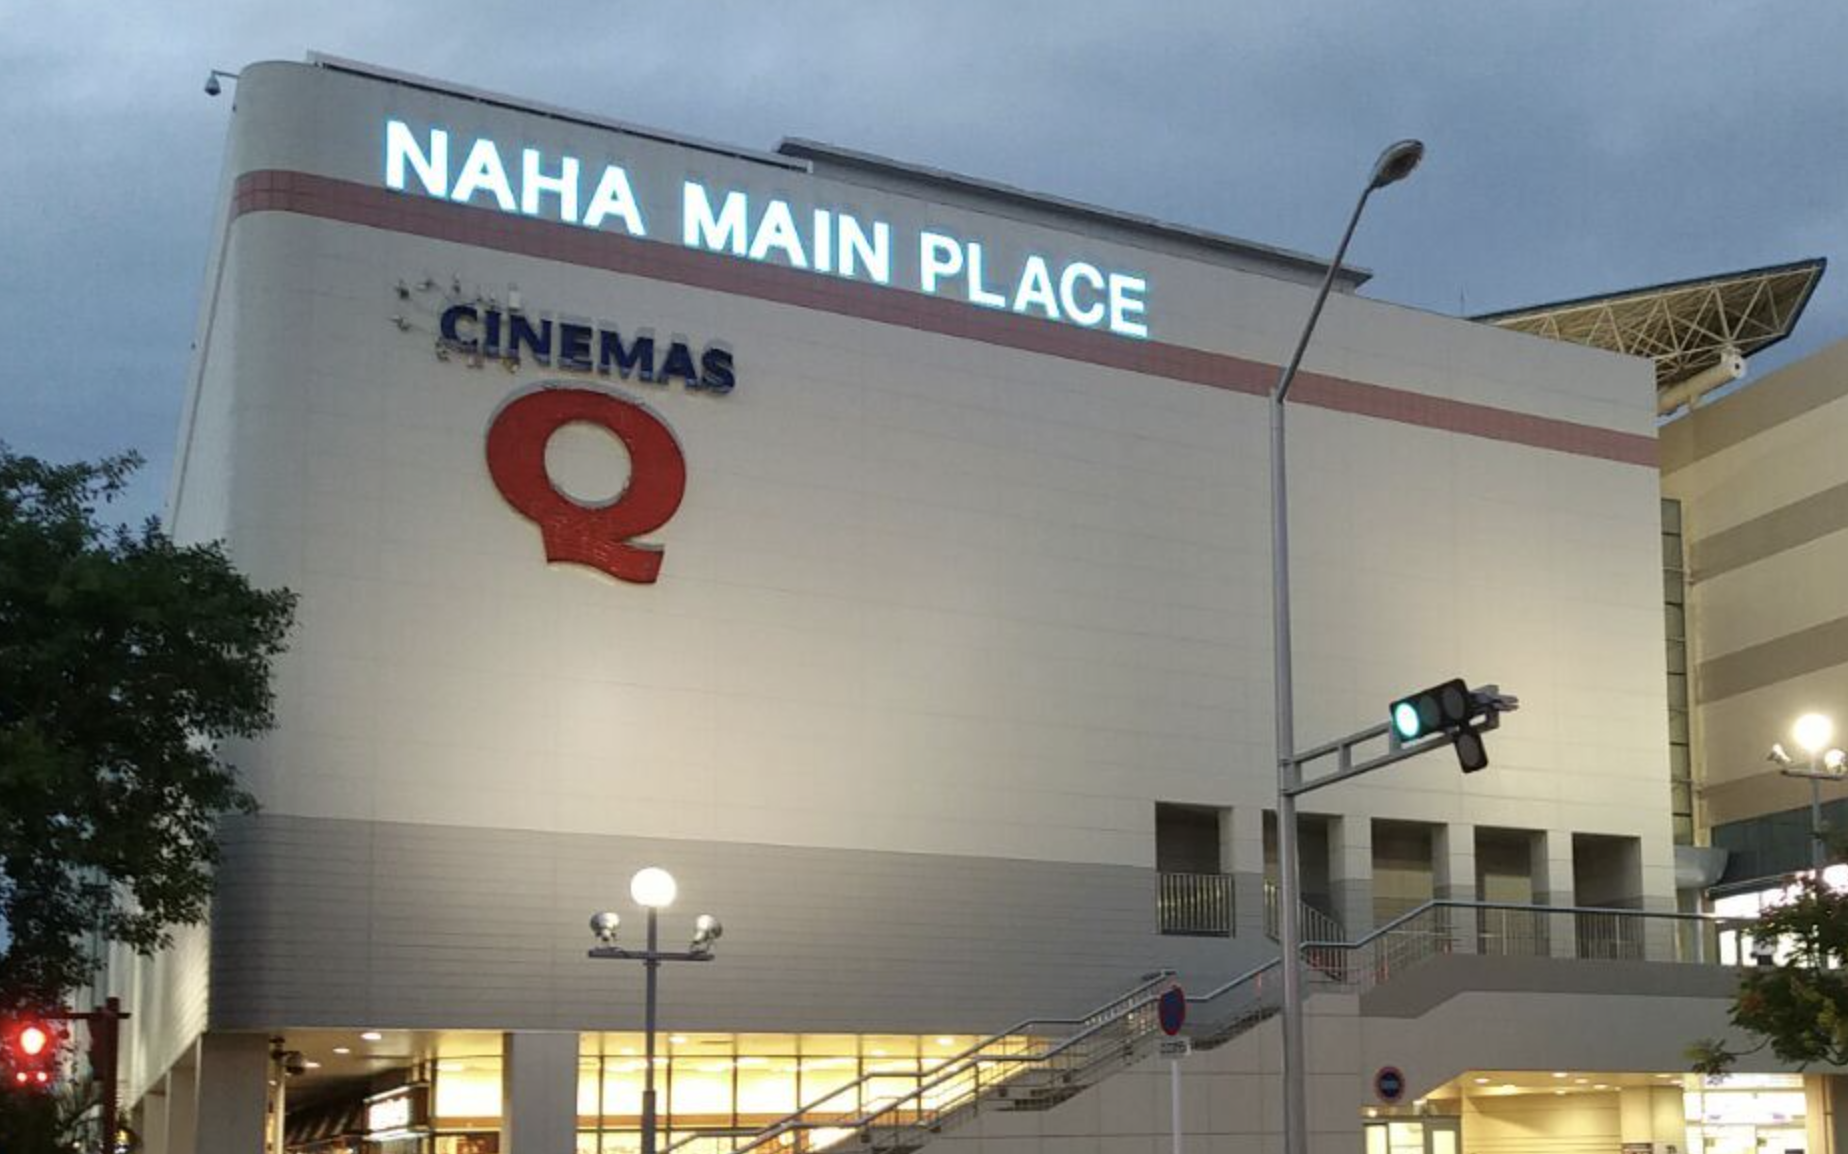 NAHA MAIN PLACE
CINEMAS
Q